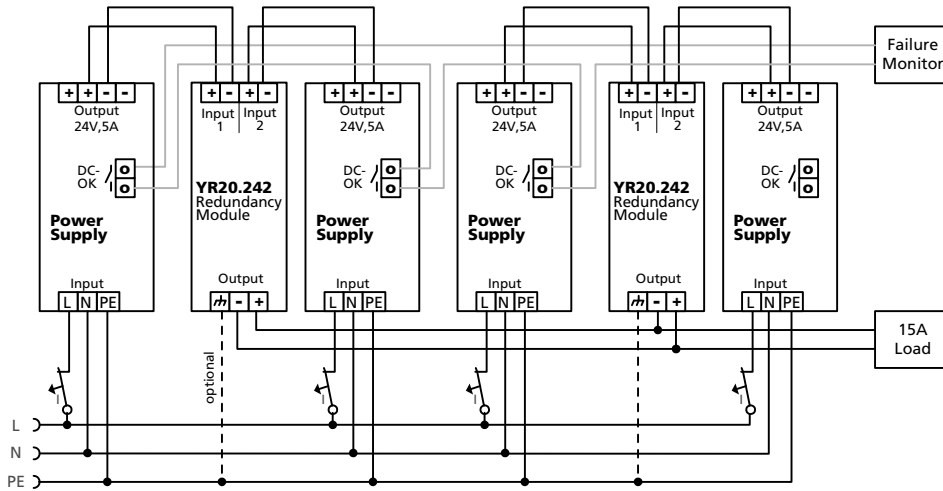 Failure
Monitor
+ + - -
Output
24V,5A
DC-
OK
Power
Supply
Input
L N PE
+ - + -
Input
1
Input
2
YR20.242
Redundancy
Module
Output
- +
optional
+ + - -
Output
24V,5A
DC-
OK
Power
Supply
Input
L N PE
+ + - -
Output
24V,5A
DC-
OK
Power
Supply
Input
L N PE
+ - + -
Input
1
Input
2
YR20.242
Redundancy
Module
Output
- +
+ + - -
Output
24V,5A
DC-
OK
Power
Supply
Input
L N PE
15A
Load
I
I
I
I
L
N
PE